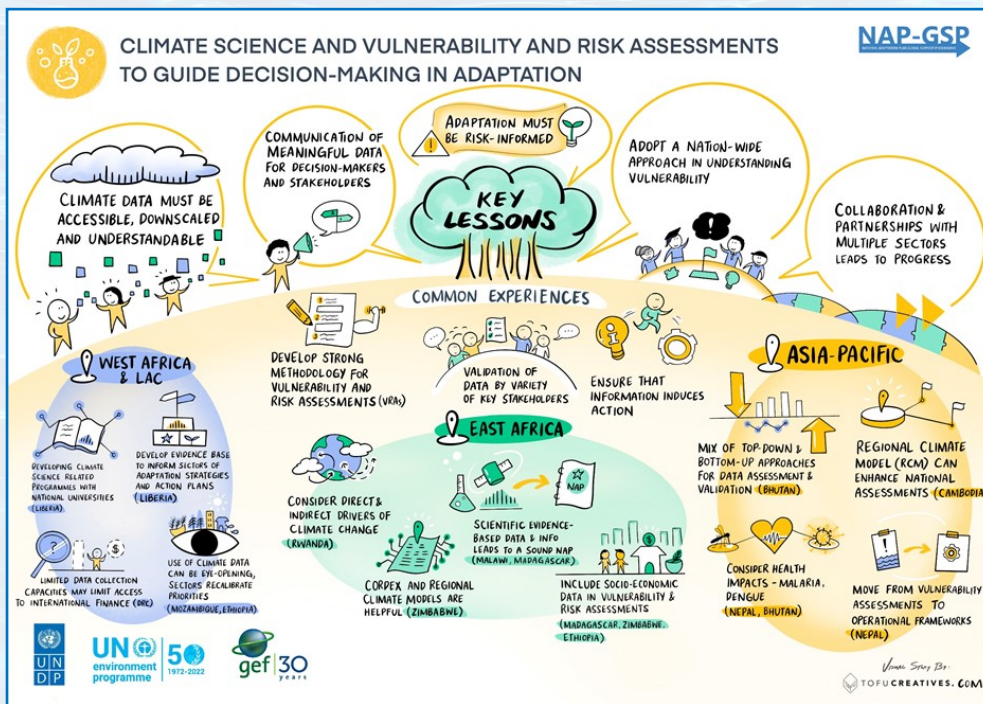 CLIMATE SCIENCE AND VULNERABILITY AND RISK ASSESSMENTS
TO GUIDE DECISION-MAKING IN ADAPTATION
NAP-GSP
CLIMATE DATA MUST BE
ACCESSIBLE, DOWNSCALED
AND UNDERSTANDABLE
COMMUNICATION OF
MEANINGFUL DATA
FOR DECISION-MAKERS
AND STAKEHOLDERS
ADAPTATION MUST
BE RISK-INFORMED
KEY
LESSONS
ADOPT A NATION-WIDE
APPROACH IN UNDERSTANDING
VULNERABILITY
COLLABORATION &
PARTNERSHIPS WITH
MULTIPLE SECTORS
LEADS TO PROGRESS
COMMON EXPERIENCES
DEVELOP STRONG
METHODOLOGY FOR
VULNERABILITY AND
RISK ASSESSMENTS (VRAs)
VALIDATION OF
DATA BY VARIETY
OF KEY STAKEHOLDERS
ENSURE THAT
INFORMATION INDUCES
ACTION
WEST AFRICA
& LAC
DEVELOPING CLIMATE
SCIENCE RELATED
PROGRAMMES WITH
NATIONAL UNIVERSITIES
(LIBERIA)
DEVELOP EVIDENCE BASE
TO INFORM SECTORS OF
ADAPTATION STRATEGIES
AND ACTION PLANS
(LIBERIA)
LIMITED DATA COLLECTION
CAPACITIES MAY LIMIT ACCESS
TO INTERNATIONAL FINANCE (DRC)
USE OF CLIMATE DATA
CAN BE EYE-OPENING,
SECTORS RECALIBRATE
PRIORITIES
(MOZAMBIQUE, ETHIOPIA)
EAST AFRICA
CONSIDER DIRECT &
INDIRECT DRIVERS OF
CLIMATE CHANGE
(RWANDA)
NAP
SCIENTIFIC EVIDENCE-
BASED DATA & INFO
LEADS TO A SOUND NAP
(MALAWI, MADAGASCAR)
CORDEX AND REGIONAL
CLIMATE MODELS ARE
HELPFUL (ZIMBABWE)
INCLUDE SOCIO-ECONOMIC
DATA IN VULNERABILITY
& RISK ASSESSMENTS
(MADAGASCAR, ZIMBABWE,
ETHIOPIA)
ASIA-PACIFIC
MIX OF TOP-DOWN &
BOTTOM-UP APPROACHES
FOR DATA ASSESSMENT &
VALIDATION (BHUTAN)
REGIONAL CLIMATE
MODEL (RCM) CAN
ENHANCE NATIONAL
ASSESSMENTS (CAMBODIA)
CONSIDER HEALTH
IMPACTS - MALARIA,
DENGUE
(NEPAL, BHUTAN)
MOVE FROM VULNERABILITY
ASSESSMENTS TO
OPERATIONAL FRAMEWORKS
(NEPAL)
U N
D P
UN
environment
programme
50
1972-2022
gef
30
years
Visual Story By:
TOFUCREATIVES.COM